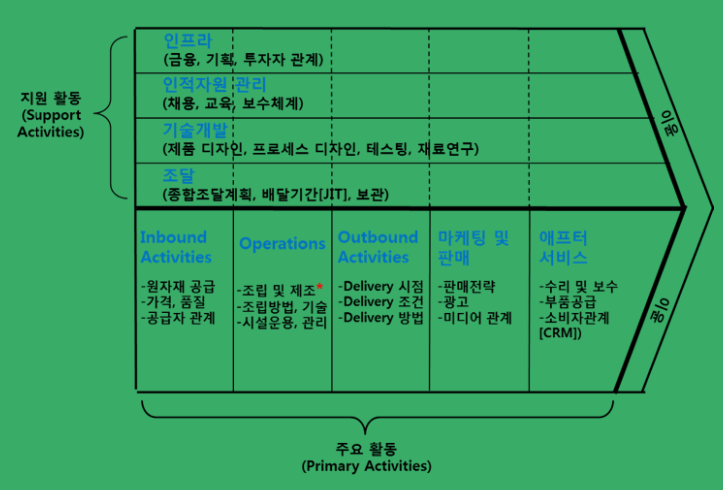 인프라
(금융, 기획, 투자자 관계)
인적자원 관리
(채용, 교육, 보수체계)
지원 활동
(Support
Activities)
기술개발
(제품 디자인, 프로세스 디자인, 테스팅, 재료연구)
조달
(종합조달계획, 배달기간[JIT], 보관)
이윤
Inbound
Activities
-원자재 공급
-가격, 품질
-공급자 관계
Operations
-조립 및 제조*
-조립방법, 기술
-시설운용, 관리
Outbound
Activities
-Delivery 시점
-Delivery 조건
-Delivery 방법
마케팅 및
판매
-판매전략
-광고
-미디어 관계
애프터
서비스
-수리 및 보수
-부품공급
-소비자관계
[CRM])
이윤
주요 활동
(Primary Activities)